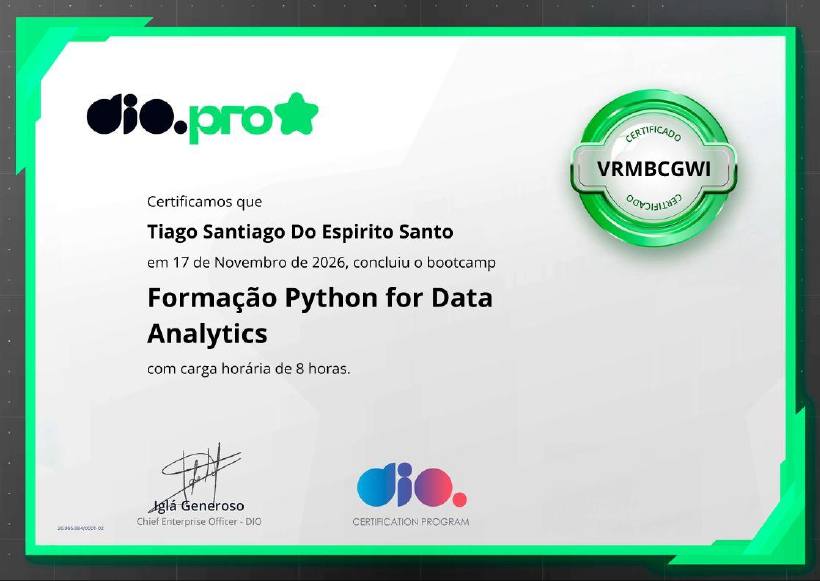 dio.pro
CERTIFICADO
VRMBCGWI
CERTIFICADO
Certificamos que
Tiago Santiago Do Espirito Santo
em 17 de Novembro de 2026, concluiu o bootcamp
Formação Python for Data
Analytics
com carga horária de 8 horas.
Iglá Generoso
Chief Enterprise Officer - DIO
dio.
CERTIFICATION PROGRAM